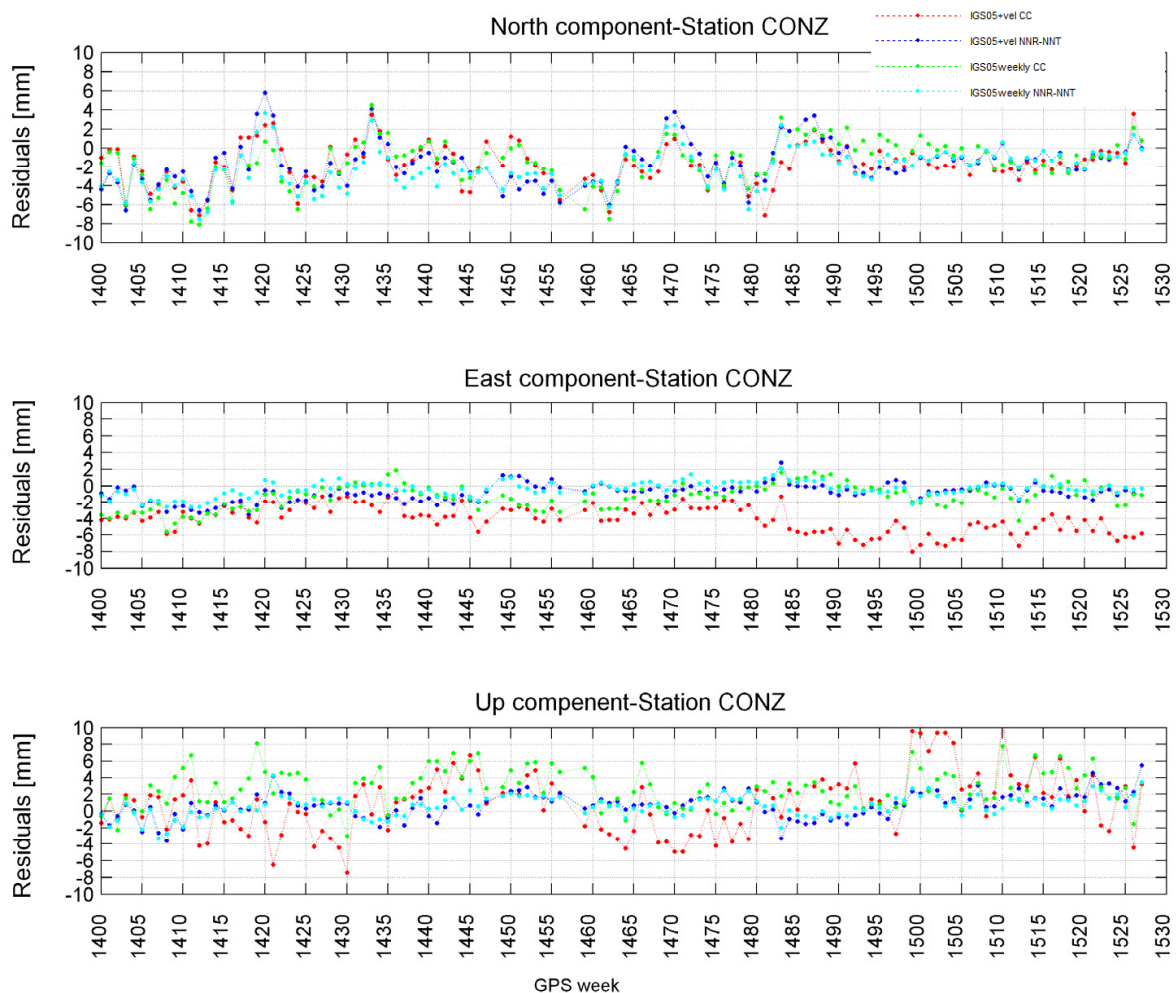 North component-Station CONZ
IGS05+vel CC
IGS05+vel NNR-NNT
IGS05weekly CC
IGS05weekly NNR-NNT
Residuals [mm]
10
8
6
4
2
0
-2
-4
-6
-8
-10
1400 1405 1410 1415 1420 1425 1430 1435 1440 1445 1450 1455 1460 1465 1470 1475 1480 1485 1490 1495 1500 1505 1510 1515 1520 1525 1530
East component-Station CONZ
Residuals [mm]
10
8
6
4
2
0
-2
-4
-6
-8
-10
1400 1405 1410 1415 1420 1425 1430 1435 1440 1445 1450 1455 1460 1465 1470 1475 1480 1485 1490 1495 1500 1505 1510 1515 1520 1525 1530
Up compenent-Station CONZ
Residuals [mm]
10
8
6
4
2
0
-2
-4
-6
-8
-10
1400 1405 1410 1415 1420 1425 1430 1435 1440 1445 1450 1455 1460 1465 1470 1475 1480 1485 1490 1495 1500 1505 1510 1515 1520 1525 1530
GPS week